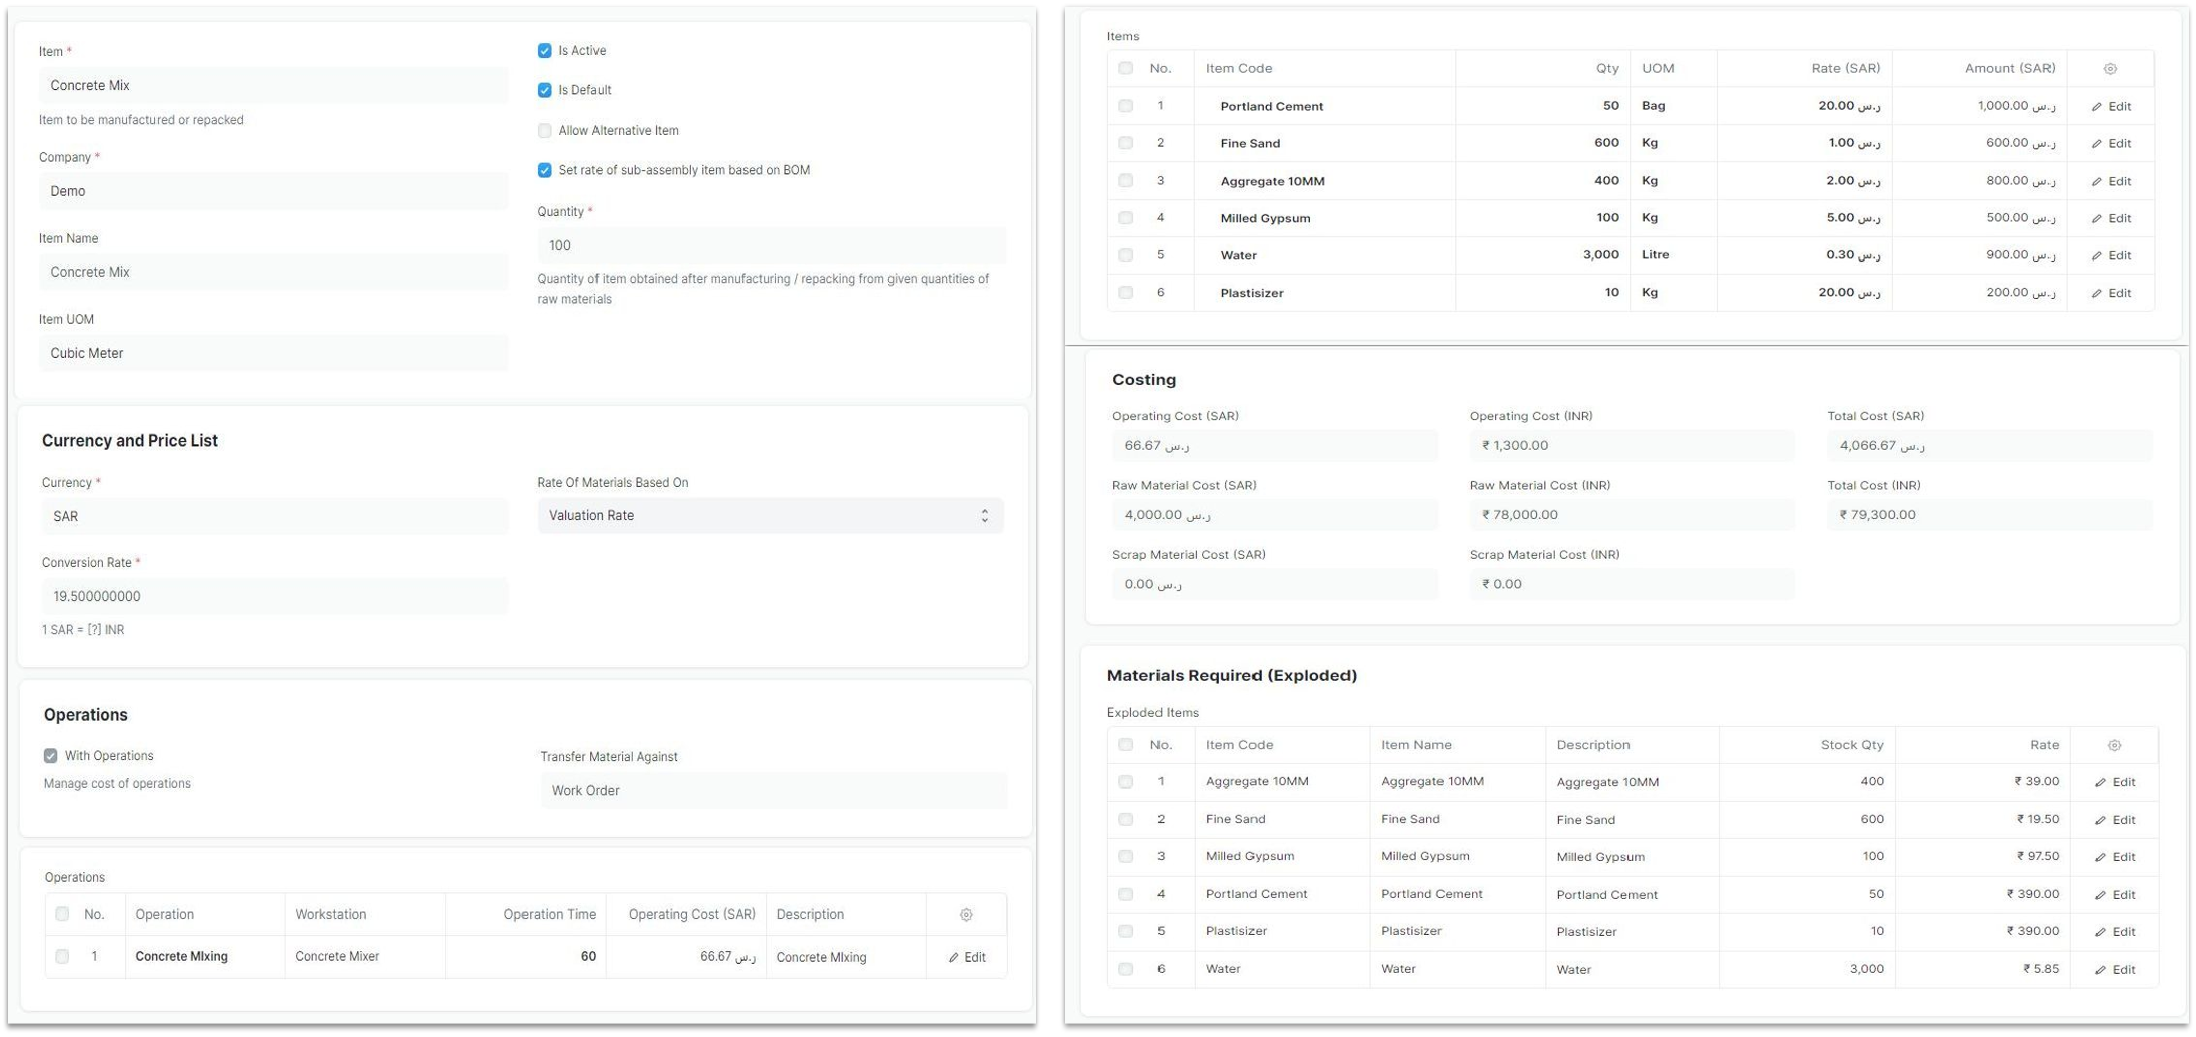 Item *
Concrete Mix
Item to be manufactured or repacked
Company *
Demo
Item Name
Concrete Mix
Item UOM
Cubic Meter
Is Active
Is Default
Allow Alternative Item
Set rate of sub-assembly item based on BOM
Quantity *
100
Quantity of item obtained after manufacturing / repacking from given quantities of
raw materials
Currency and Price List
Currency *
SAR
Conversion Rate *
19.500000000
1 SAR = [?] INR
Rate Of Materials Based On
Valuation Rate
Operations
With Operations
Manage cost of operations
Transfer Material Against
Work Order
Operations
No. Operation Workstation Operation Time Operating Cost (SAR) Description
1 Concrete MIxing Concrete Mixer 60 66.67 ر.س Concrete MIxing Edit
Items
No. Item Code Qty UOM Rate (SAR) Amount (SAR)
1 Portland Cement 50 Bag 20.00 ر.س 1,000.00 ر.س Edit
2 Fine Sand 600 Kg 1.00 ر.س 600.00 ر.س Edit
3 Aggregate 10MM 400 Kg 2.00 ر.س 800.00 ر.س Edit
4 Milled Gypsum 100 Kg 5.00 ر.س 500.00 ر.س Edit
5 Water 3,000 Litre 0.30 ر.س 900.00 ر.س Edit
6 Plastisizer 10 Kg 20.00 ر.س 200.00 ر.س Edit
Costing
Operating Cost (SAR) Operating Cost (INR) Total Cost (SAR)
66.67 ر.س ₹ 1,300.00 4,066.67 ر.س
Raw Material Cost (SAR) Raw Material Cost (INR) Total Cost (INR)
4,000.00 ر.س ₹ 78,000.00 ₹ 79,300.00
Scrap Material Cost (SAR) Scrap Material Cost (INR)
0.00 ر.س ₹ 0.00
Materials Required (Exploded)
Exploded Items
No. Item Code Item Name Description Stock Qty Rate
1 Aggregate 10MM Aggregate 10MM Aggregate 10MM 400 ₹ 39.00 Edit
2 Fine Sand Fine Sand Fine Sand 600 ₹ 19.50 Edit
3 Milled Gypsum Milled Gypsum Milled Gypsum 100 ₹ 97.50 Edit
4 Portland Cement Portland Cement Portland Cement 50 ₹ 390.00 Edit
5 Plastisizer Plastisizer Plastisizer 10 ₹ 390.00 Edit
6 Water Water Water 3,000 ₹ 5.85 Edit